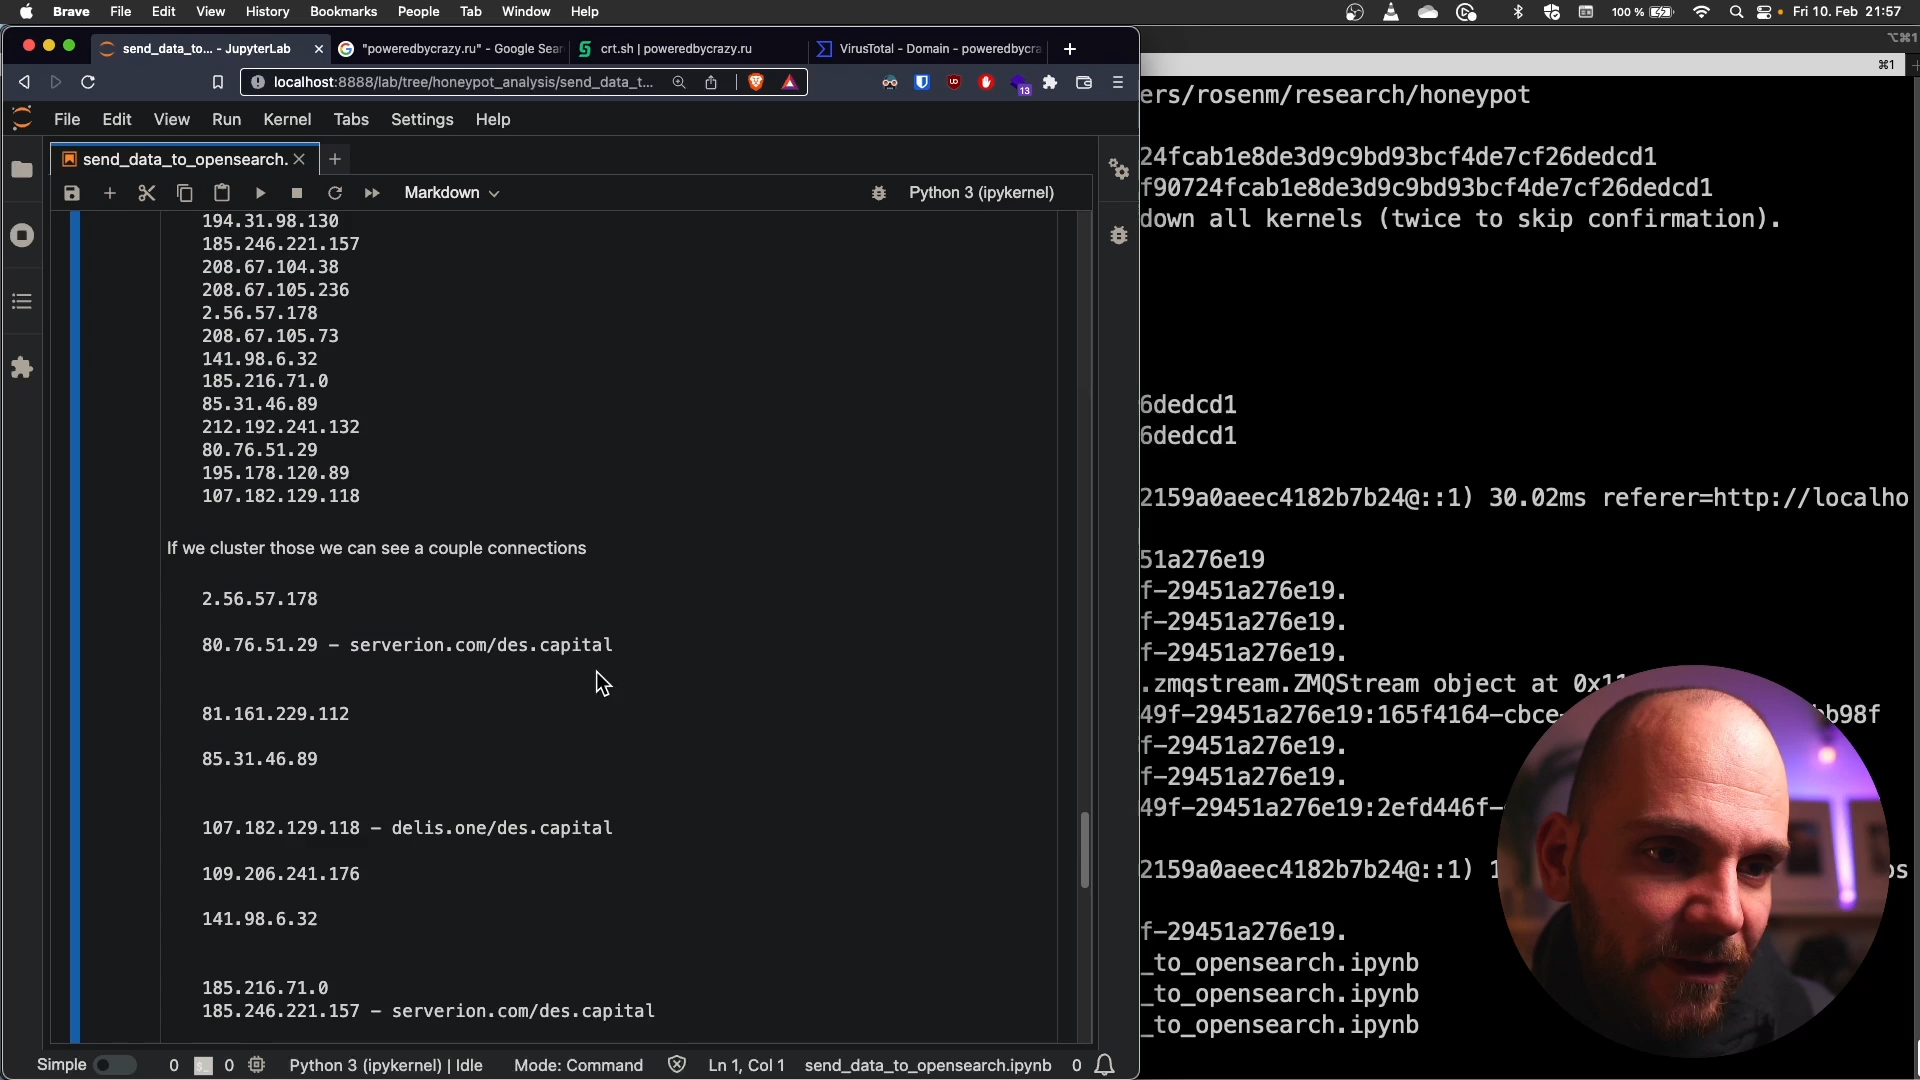 Brave File Edit View History Bookmarks People Tab Window Help 100 % Fri 10. Feb 21:57
send_data_to... - JupyterLab "poweredbycrazy.ru" - Google Sear crt.sh | poweredbycrazy.ru VirusTotal - Domain - poweredbycra
localhost:8888/lab/tree/honeypot_analysis/send_data_t... 13
File Edit View Run Kernel Tabs Settings Help
send_data_to_opensearch.
Markdown Python 3 (ipykernel)
194.31.98.130
185.246.221.157
208.67.104.38
208.67.105.236
2.56.57.178
208.67.105.73
141.98.6.32
185.216.71.0
85.31.46.89
212.192.241.132
80.76.51.29
195.178.120.89
107.182.129.118
If we cluster those we can see a couple connections
2.56.57.178
80.76.51.29 – serverion.com/des.capital
81.161.229.112
85.31.46.89
107.182.129.118 – delis.one/des.capital
109.206.241.176
141.98.6.32
185.216.71.0
185.246.221.157 – serverion.com/des.capital
Simple 0 0 Python 3 (ipykernel) | Idle Mode: Command Ln 1, Col 1 send_data_to_opensearch.ipynb 0
⌥⌘1
⌘1
ers/rosenm/research/honeypot
24fcab1e8de3d9c9bd93bcf4de7cf26dedcd1
f90724fcab1e8de3d9c9bd93bcf4de7cf26dedcd1
down all kernels (twice to skip confirmation).
6dedcd1
6dedcd1
2159a0aeec4182b7b24@::1) 30.02ms referer=http://localho
51a276e19
f-29451a276e19.
f-29451a276e19.
f-29451a276e19.
.zmqstream.ZMQStream object at 0x11
49f-29451a276e19:165f4164-cbce- bb98f
f-29451a276e19.
f-29451a276e19.
49f-29451a276e19:2efd446f-
2159a0aeec4182b7b24@::1) 1 os
f-29451a276e19.
_to_opensearch.ipynb
_to_opensearch.ipynb
_to_opensearch.ipynb